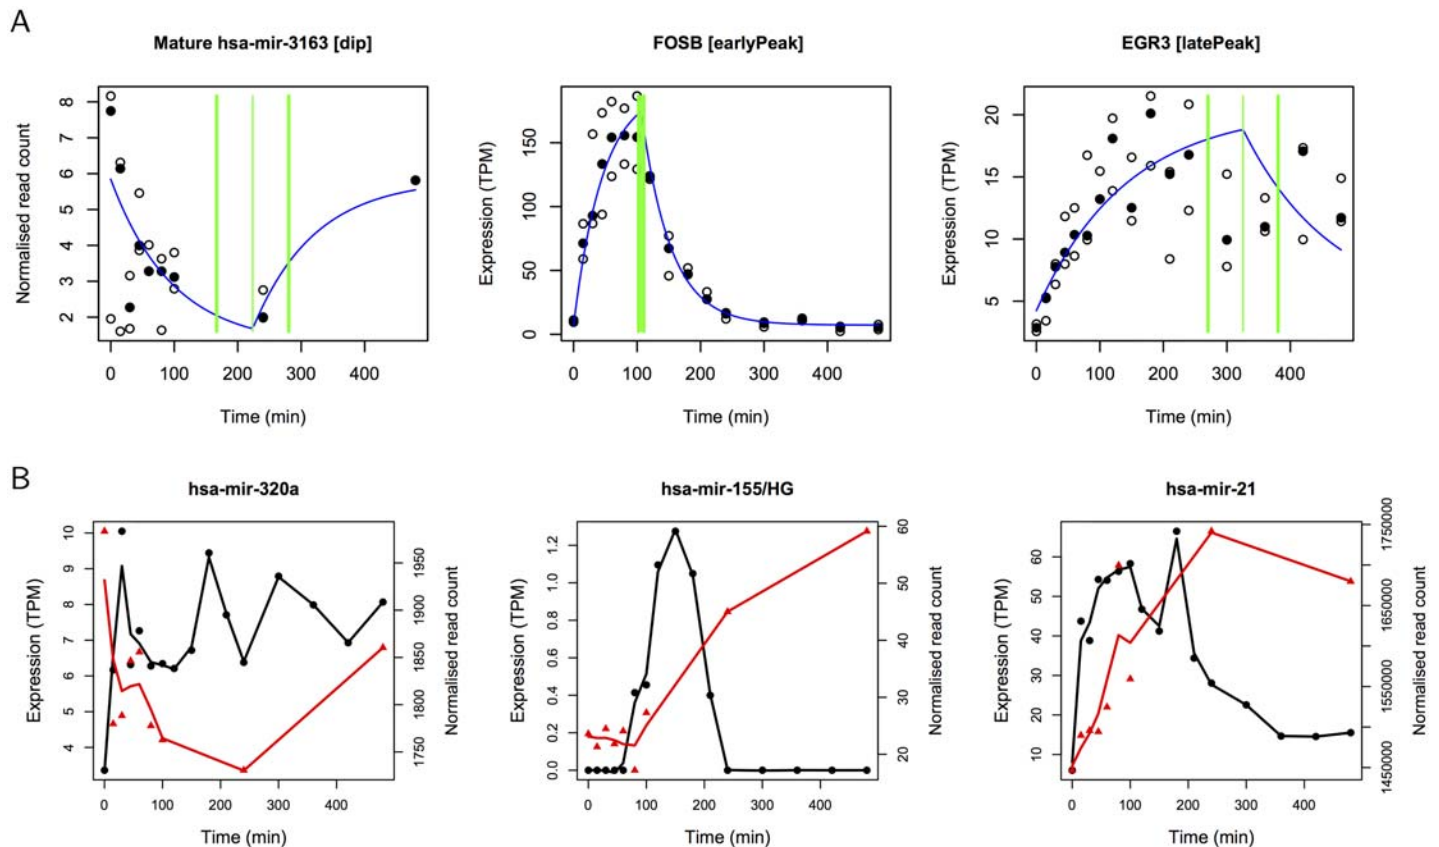 A
Mature hsa-mir-3163 [dip]
FOSB [earlyPeak]
EGR3 [latePeak]
Normalised read count
8
7
6
5
4
3
2
0 100 200 300 400
Time (min)
Expression (TPM)
150
100
50
0
0 100 200 300 400
Time (min)
Expression (TPM)
20
15
10
5
0 100 200 300 400
Time (min)
B
hsa-mir-320a
hsa-mir-155/HG
hsa-mir-21
Expression (TPM)
10
9
8
7
6
5
4
1950
1900
1850
1800
1750
Normalised read count
0 100 200 300 400
Time (min)
Expression (TPM)
1.2
1.0
0.8
0.6
0.4
0.2
0.0
60
50
40
30
20
Normalised read count
0 100 200 300 400
Time (min)
Expression (TPM)
60
50
40
30
20
10
1750000
1650000
1550000
1450000
Normalised read count
0 100 200 300 400
Time (min)